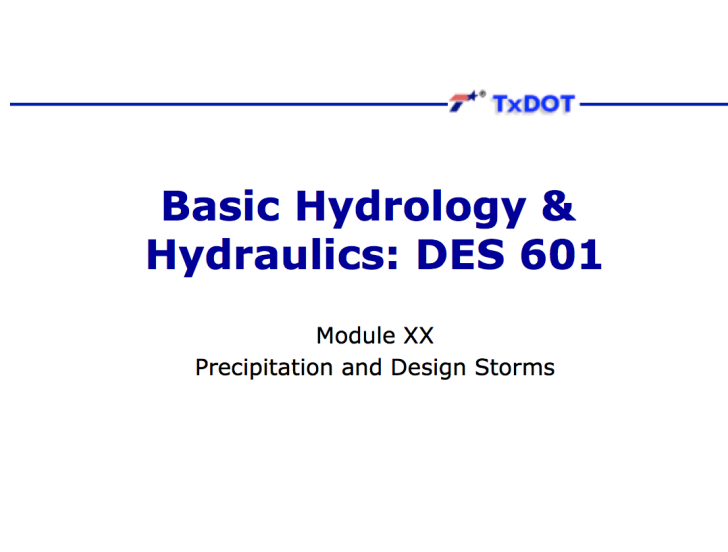 TxDOT
Basic Hydrology &
Hydraulics: DES 601
Module XX
Precipitation and Design Storms